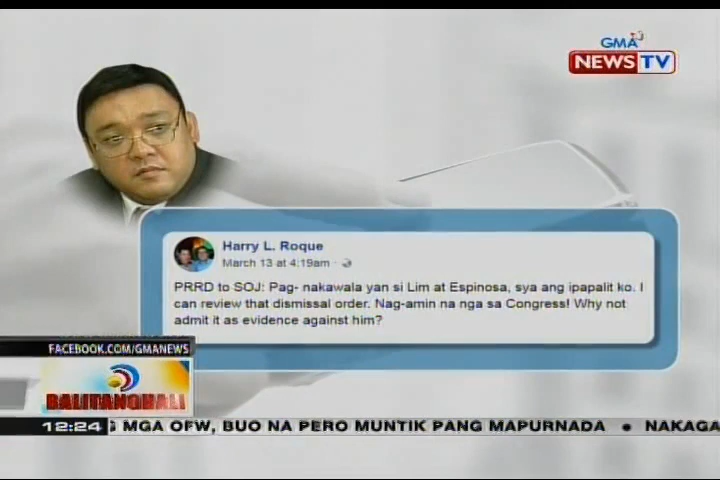 GMA
NEWS TV
Harry L. Roque
March 13 at 4:19am ·
PRRD to SOJ: Pag- nakawala yan si Lim at Espinosa, sya ang ipapalit ko. I
can review that dismissal order. Nag-amin na nga sa Congress! Why not
admit it as evidence against him?
FACEBOOK.COM/GMANEWS
BALITANGHALI
12:24 MGA OFW, BUO NA PERO MUNTIK PANG MAPURNADA • NAKAGA